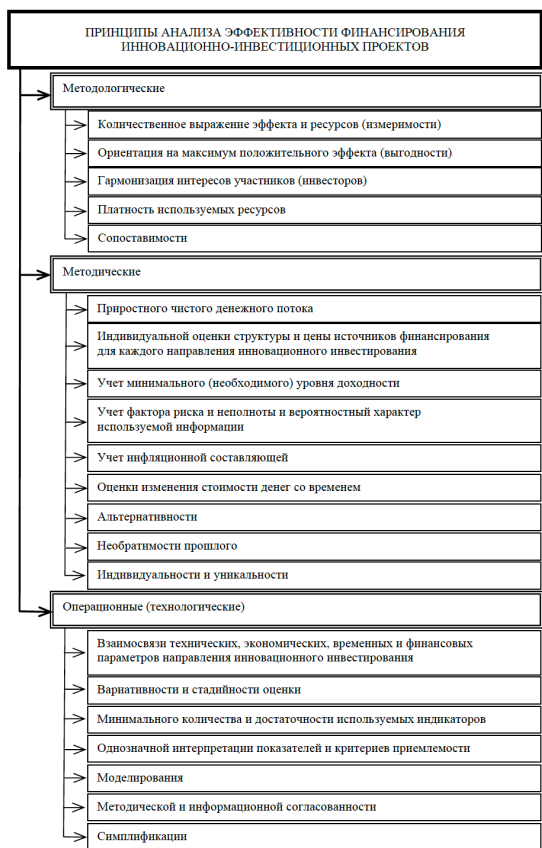 ПРИНЦИПЫ АНАЛИЗА ЭФФЕКТИВНОСТИ ФИНАНСИРОВАНИЯ
ИННОВАЦИОННО-ИНВЕСТИЦИОННЫХ ПРОЕКТОВ
Методологические
Количественное выражение эффекта и ресурсов (измеримости)
Ориентация на максимум положительного эффекта (выгодности)
Гармонизация интересов участников (инвесторов)
Платность используемых ресурсов
Сопоставимости
Методические
Приростного чистого денежного потока
Индивидуальной оценки структуры и цены источников финансирования
для каждого направления инновационного инвестирования
Учет минимального (необходимого) уровня доходности
Учет фактора риска и неполноты и вероятностный характер
используемой информации
Учет инфляционной составляющей
Оценки изменения стоимости денег со временем
Альтернативности
Необратимости прошлого
Индивидуальности и уникальности
Операционные (технологические)
Взаимосвязи технических, экономических, временных и финансовых
параметров направления инновационного инвестирования
Вариативности и стадийности оценки
Минимального количества и достаточности используемых индикаторов
Однозначной интерпретации показателей и критериев приемлемости
Моделирования
Методической и информационной согласованности
Симплификации